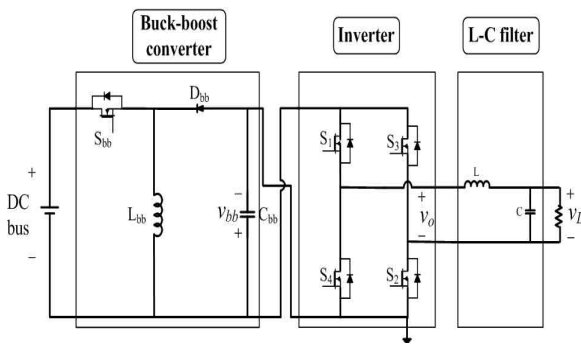 Buck-boost
converter
Inverter
L-C filter
D_bb
S_bb
S_1
S_3
+
DC
bus
−
L_bb
−
v_bb
+
C_bb
+
v_o
−
L
C
+
v_L
−
S_4
S_2